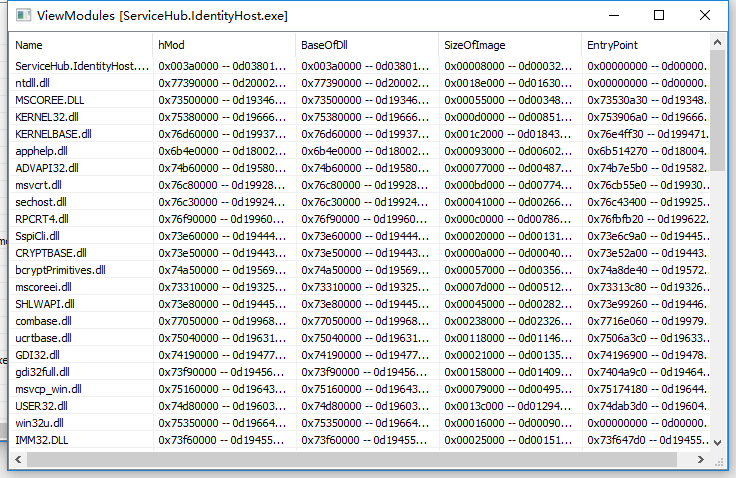 ViewModules [ServiceHub.IdentityHost.exe]
Name hMod BaseOfDll SizeOfImage EntryPoint
ServiceHub.IdentityHost.... 0x003a0000 -- 0d03801... 0x003a0000 -- 0d03801... 0x00008000 -- 0d00032... 0x00000000 -- 0d00000...
ntdll.dll 0x77390000 -- 0d20002... 0x77390000 -- 0d20002... 0x0018e000 -- 0d01630... 0x00000000 -- 0d00000...
MSCOREE.DLL 0x73500000 -- 0d19346... 0x73500000 -- 0d19346... 0x00055000 -- 0d00348... 0x73530a30 -- 0d19348...
KERNEL32.dll 0x75380000 -- 0d19666... 0x75380000 -- 0d19666... 0x000d0000 -- 0d00851... 0x753906a0 -- 0d19666...
KERNELBASE.dll 0x76d60000 -- 0d19937... 0x76d60000 -- 0d19937... 0x001c2000 -- 0d01843... 0x76e4ff30 -- 0d199471...
apphelp.dll 0x6b4e0000 -- 0d18002... 0x6b4e0000 -- 0d18002... 0x00093000 -- 0d00602... 0x6b514270 -- 0d18004...
ADVAPI32.dll 0x74b60000 -- 0d19580... 0x74b60000 -- 0d19580... 0x00077000 -- 0d00487... 0x74b7e5b0 -- 0d19582...
msvcrt.dll 0x76c80000 -- 0d19928... 0x76c80000 -- 0d19928... 0x000bd000 -- 0d00774... 0x76cb55e0 -- 0d19930...
sechost.dll 0x76c30000 -- 0d19924... 0x76c30000 -- 0d19924... 0x00041000 -- 0d00266... 0x76c43400 -- 0d19925...
RPCRT4.dll 0x76f90000 -- 0d19960... 0x76f90000 -- 0d19960... 0x000c0000 -- 0d00786... 0x76fbfb20 -- 0d199622...
SspiCli.dll 0x73e60000 -- 0d19444... 0x73e60000 -- 0d19444... 0x00020000 -- 0d00131... 0x73e6c9a0 -- 0d19445...
CRYPTBASE.dll 0x73e50000 -- 0d19444... 0x73e50000 -- 0d19444... 0x0000a000 -- 0d00040... 0x73e52a00 -- 0d19443...
bcryptPrimitives.dll 0x74a50000 -- 0d19569... 0x74a50000 -- 0d19569... 0x00057000 -- 0d00356... 0x74a8de40 -- 0d19572...
mscoreei.dll 0x73310000 -- 0d19325... 0x73310000 -- 0d19325... 0x0007d000 -- 0d00512... 0x73313c80 -- 0d19326...
SHLWAPI.dll 0x73e80000 -- 0d19445... 0x73e80000 -- 0d19445... 0x00045000 -- 0d00282... 0x73e99260 -- 0d19446...
combase.dll 0x77050000 -- 0d19968... 0x77050000 -- 0d19968... 0x00238000 -- 0d02326... 0x7716e060 -- 0d19979...
ucrtbase.dll 0x75040000 -- 0d19631... 0x75040000 -- 0d19631... 0x00118000 -- 0d01146... 0x7506a3c0 -- 0d19633...
GDI32.dll 0x74190000 -- 0d19477... 0x74190000 -- 0d19477... 0x00021000 -- 0d00135... 0x74196900 -- 0d19478...
gdi32full.dll 0x73f90000 -- 0d19456... 0x73f90000 -- 0d19456... 0x00158000 -- 0d01409... 0x7404a9c0 -- 0d19464...
msvcp_win.dll 0x75160000 -- 0d19643... 0x75160000 -- 0d19643... 0x00079000 -- 0d00495... 0x75174180 -- 0d19644...
USER32.dll 0x74d80000 -- 0d19603... 0x74d80000 -- 0d19603... 0x0013c000 -- 0d01294... 0x74dab3d0 -- 0d19604...
win32u.dll 0x75350000 -- 0d19664... 0x75350000 -- 0d19664... 0x00016000 -- 0d00090... 0x00000000 -- 0d00000...
IMM32.DLL 0x73f60000 -- 0d19455... 0x73f60000 -- 0d19455... 0x00025000 -- 0d00151... 0x73f647d0 -- 0d19455...